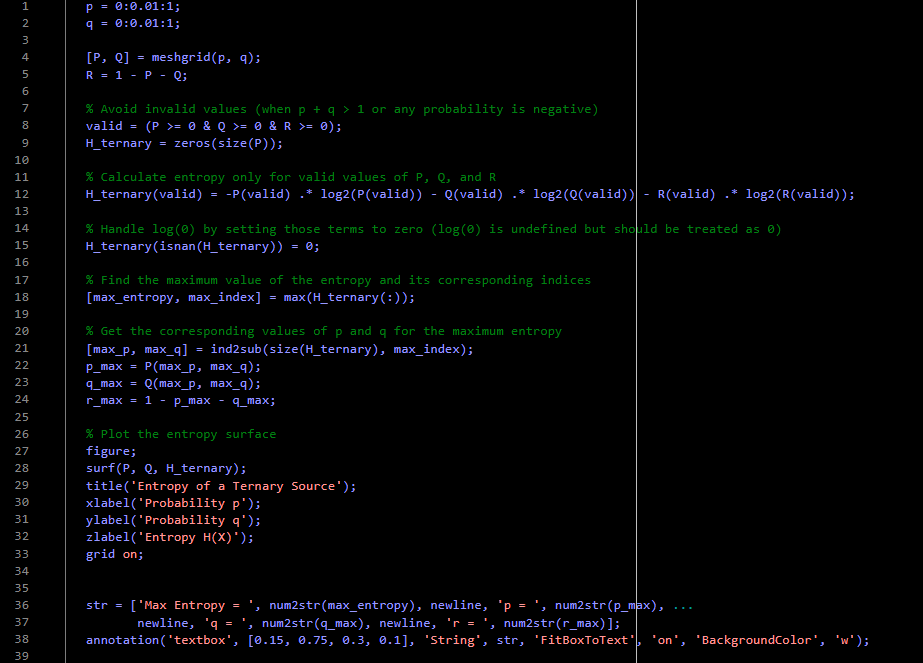 1 p = 0:0.01:1;
2 q = 0:0.01:1;
3
4 [P, Q] = meshgrid(p, q);
5 R = 1 - P - Q;
6
7 % Avoid invalid values (when p + q > 1 or any probability is negative)
8 valid = (P >= 0 & Q >= 0 & R >= 0);
9 H_ternary = zeros(size(P));
10
11 % Calculate entropy only for valid values of P, Q, and R
12 H_ternary(valid) = -P(valid) .* log2(P(valid)) - Q(valid) .* log2(Q(valid)) - R(valid) .* log2(R(valid));
13
14 % Handle log(0) by setting those terms to zero (log(0) is undefined but should be treated as 0)
15 H_ternary(isnan(H_ternary)) = 0;
16
17 % Find the maximum value of the entropy and its corresponding indices
18 [max_entropy, max_index] = max(H_ternary(:));
19
20 % Get the corresponding values of p and q for the maximum entropy
21 [max_p, max_q] = ind2sub(size(H_ternary), max_index);
22 p_max = P(max_p, max_q);
23 q_max = Q(max_p, max_q);
24 r_max = 1 - p_max - q_max;
25
26 % Plot the entropy surface
27 figure;
28 surf(P, Q, H_ternary);
29 title('Entropy of a Ternary Source');
30 xlabel('Probability p');
31 ylabel('Probability q');
32 zlabel('Entropy H(X)');
33 grid on;
34
35
36 str = ['Max Entropy = ', num2str(max_entropy), newline, 'p = ', num2str(p_max), ...
37 newline, 'q = ', num2str(q_max), newline, 'r = ', num2str(r_max)];
38 annotation('textbox', [0.15, 0.75, 0.3, 0.1], 'String', str, 'FitBoxToText', 'on', 'BackgroundColor', 'w');
39